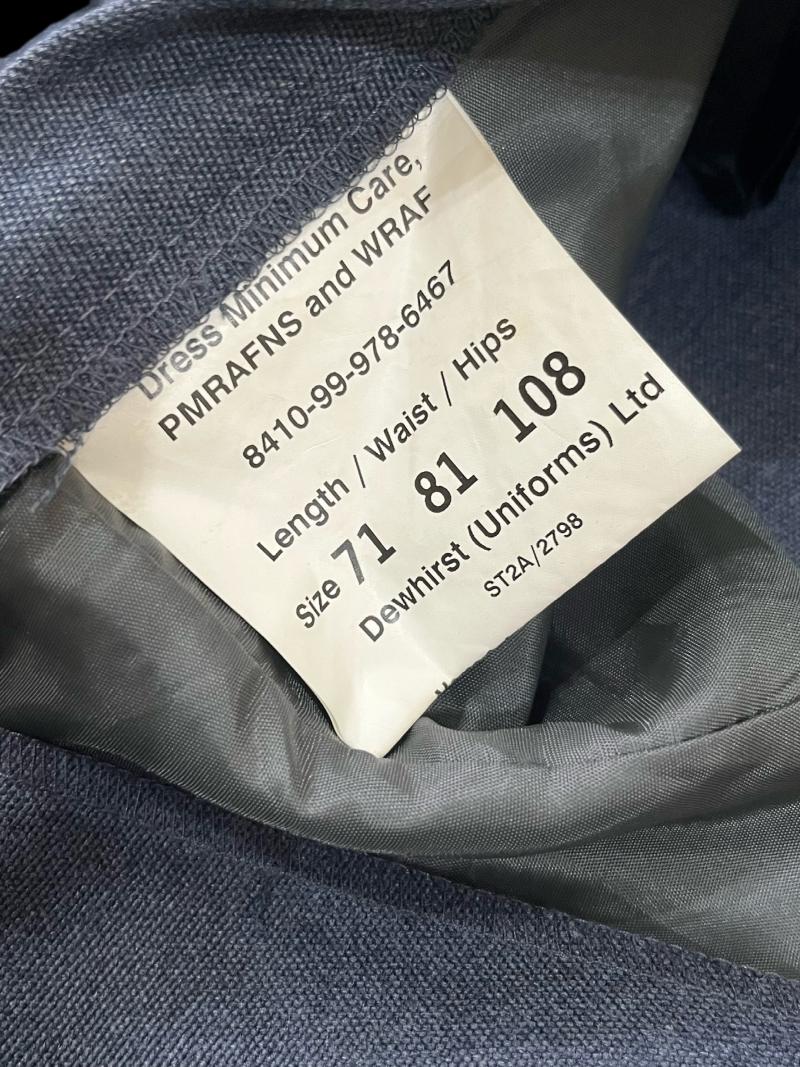 Dress Minimum Care,
PMRAFNS and WRAF
8410-99-978-6467
Length / Waist / Hips
Size 71 81 108
Dewhirst (Uniforms) Ltd
ST2A/2798